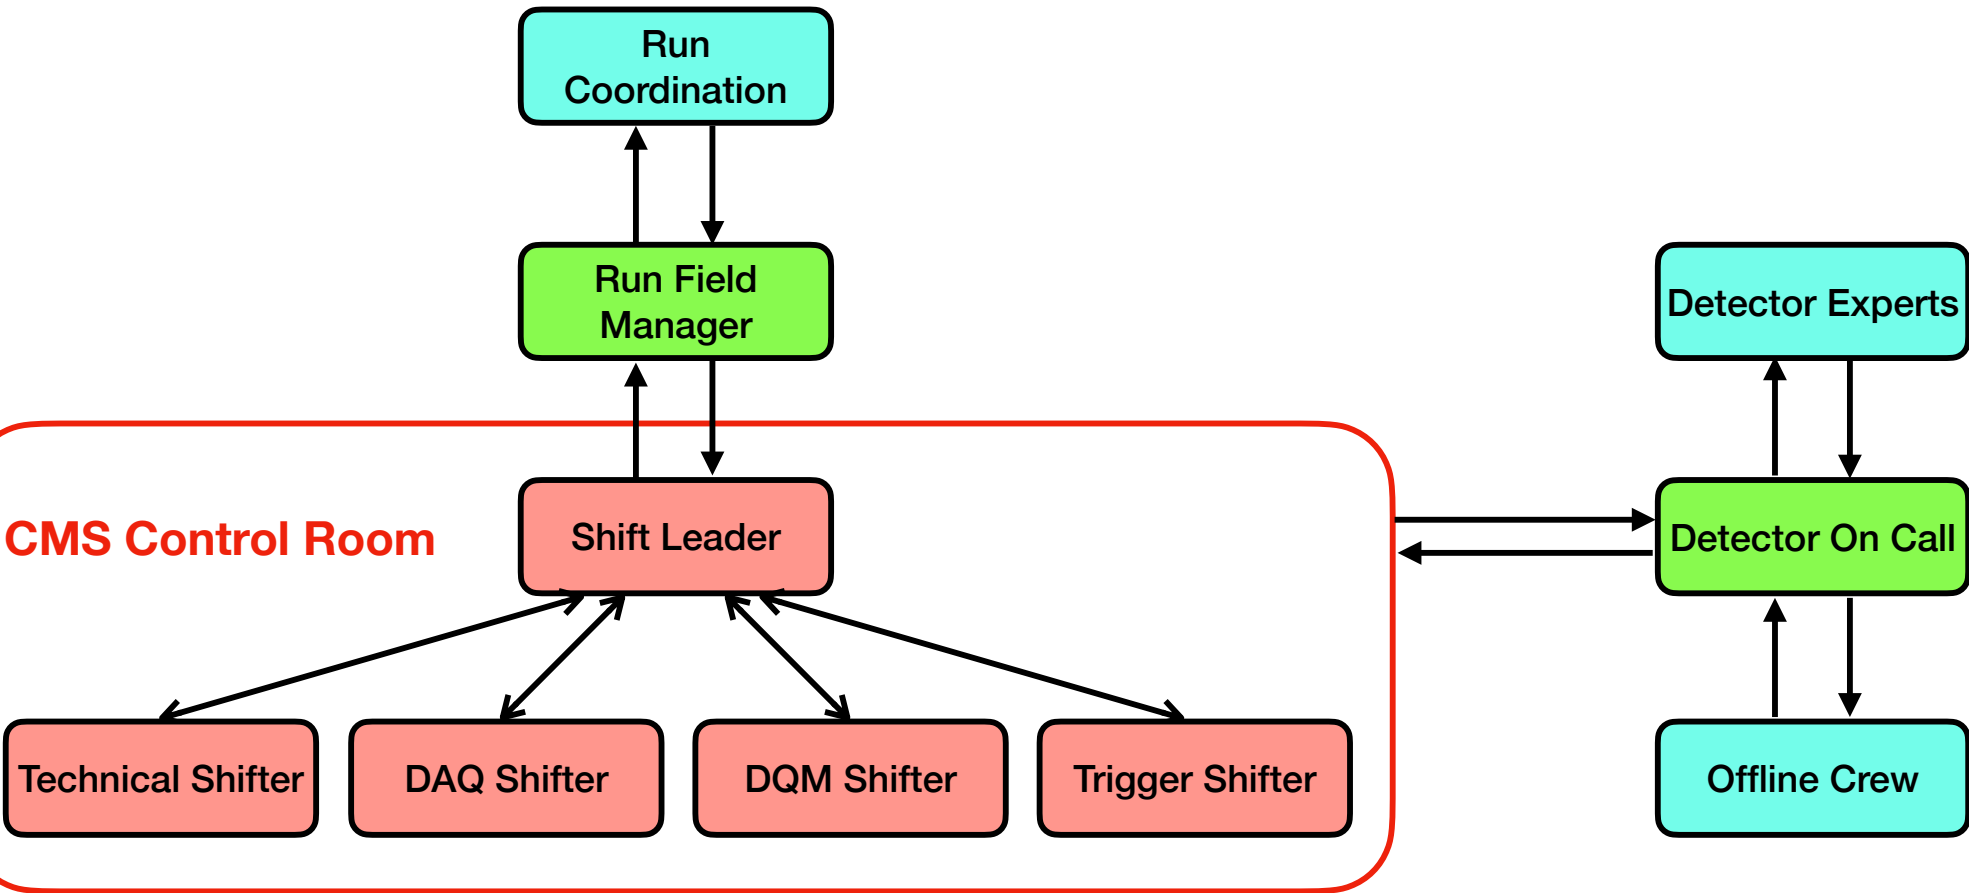 Run
Coordination
Run Field
Manager
Detector Experts
CMS Control Room
Shift Leader
Detector On Call
Technical Shifter
DAQ Shifter
DQM Shifter
Trigger Shifter
Offline Crew